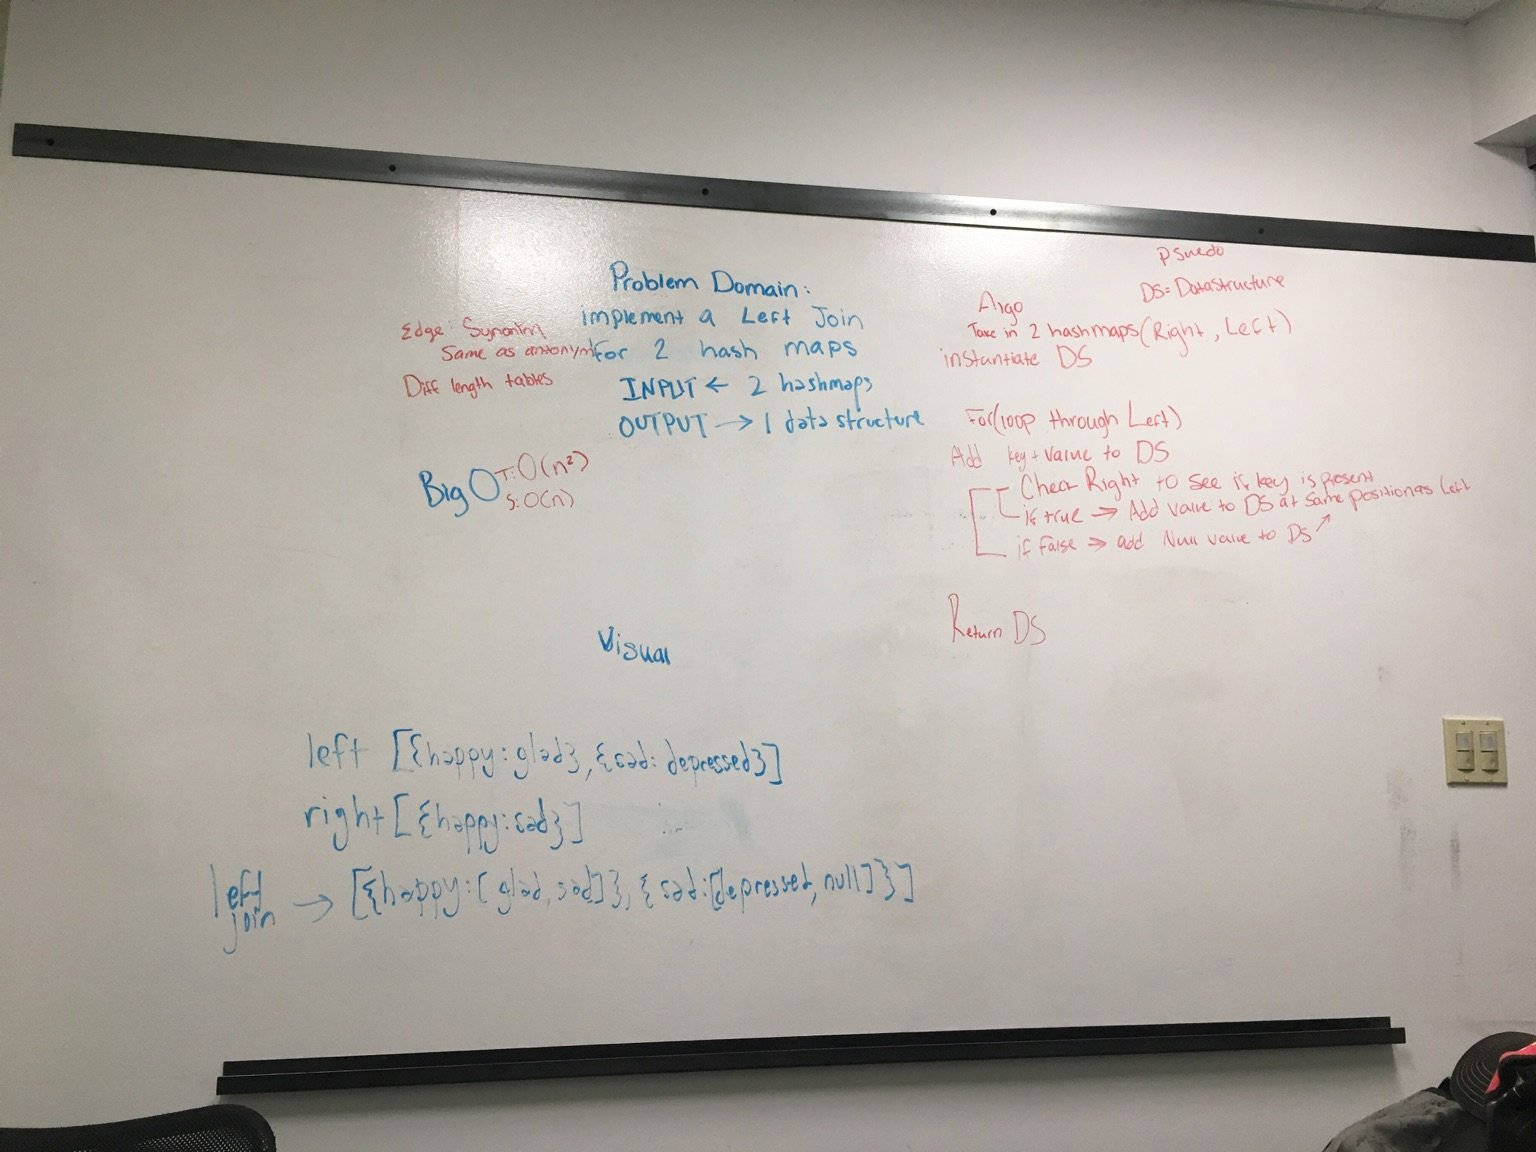 Problem Domain:
implement a Left Join
for 2 hash maps
INPUT ← 2 hashmaps
OUTPUT → 1 data structure
Edge: Synonim
Same as antonym
Diff length tables
Big O T: O(n²)
S: O(n)
psuedo
DS = Datastructure
Algo
Take in 2 hashmaps(Right, Left)
instantiate DS
For(loop through Left)
Add key + value to DS
Check Right to see if key is present
if true → Add value to DS at same position as Left
if False → add Null value to DS ↗
Return DS
Visual
left [{happy:glad},{sad:depressed}]
right [{happy:sad}]
left
join → [{happy:[glad,sad]},{sad:[depressed,null]}]